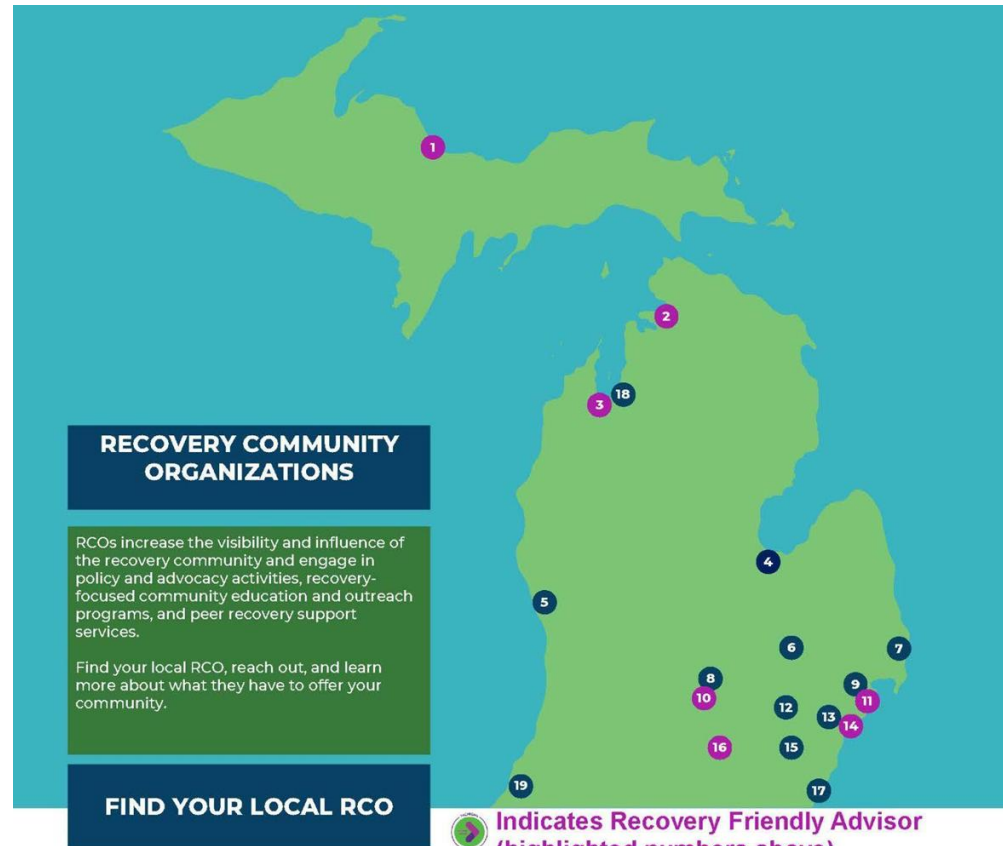 1
2
18
3
4
5
6
7
8
9
10
11
12
13
14
16
15
19
17
RECOVERY COMMUNITY
ORGANIZATIONS
RCOs increase the visibility and influence of
the recovery community and engage in
policy and advocacy activities, recovery-
focused community education and outreach
programs, and peer recovery support
services.
Find your local RCO, reach out, and learn
more about what they have to offer your
community.
FIND YOUR LOCAL RCO
Indicates Recovery Friendly Advisor
(highlighted numbers above)